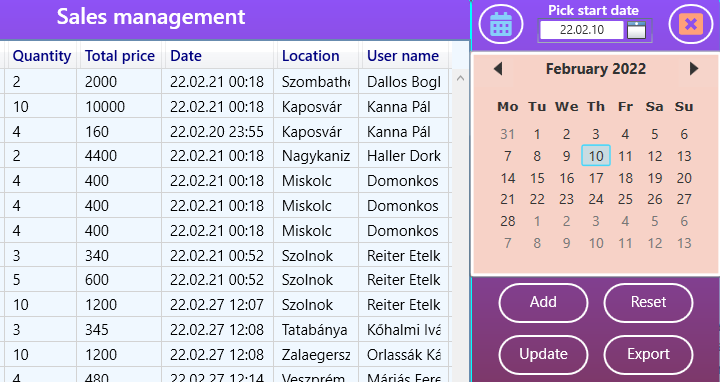 Sales management
Quantity Total price Date Location User name
2 2000 22.02.21 00:18 Szombathe Dallos Bogl
10 10000 22.02.21 00:18 Kaposvár Kanna Pál
4 160 22.02.20 23:55 Kaposvár Kanna Pál
2 4400 22.02.21 00:18 Nagykaniz Haller Dork
4 400 22.02.21 00:18 Miskolc Domonkos
4 400 22.02.21 00:18 Miskolc Domonkos
4 400 22.02.21 00:18 Miskolc Domonkos
3 340 22.02.21 00:52 Szolnok Reiter Etelk
5 600 22.02.21 00:52 Szolnok Reiter Etelk
10 1200 22.02.27 12:07 Szolnok Reiter Etelk
3 345 22.02.27 12:08 Tatabánya Kőhalmi Ivá
10 1200 22.02.27 12:08 Zalaegersz Orlassák Ká
4 480 22.02.27 12:14 Veszprém Máriás Fere
Pick start date
22.02.10
February 2022
Mo Tu We Th Fr Sa Su
31 1 2 3 4 5 6
7 8 9 10 11 12 13
14 15 16 17 18 19 20
21 22 23 24 25 26 27
28 1 2 3 4 5 6
7 8 9 10 11 12 13
Add Reset
Update Export